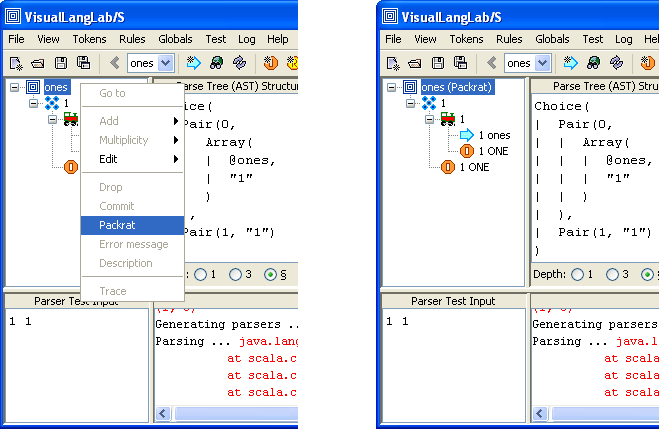 VisualLangLab/S
File View Tokens Rules Globals Test Log Help
ones
ones
Parse Tree (AST) Structu
1
1
Go to
Add
Multiplicity
Edit
Drop
Commit
Packrat
Error message
Description
Trace
hoice(
Pair(0,
| Array(
| | @ones,
| | "1"
| )
,
Pair(1, "1")
: 1 3 §
Parser Test Input
1 1
Generating parsers ..
Parsing ... java.lang
at scala.c
at scala.c
at scala.c
VisualLangLab/S
File View Tokens Rules Globals Test Log H
ones
ones (Packrat)
1
1
1 ones
1 ONE
1 ONE
Parse Tree (AST) Struct
Choice(
| Pair(0,
| | Array(
| | | @ones,
| | | "1"
| | )
| ),
| Pair(1, "1")
)
Depth: 1 3
Parser Test Input
1 1
Generating parsers
Parsing ... java.l
at scala
at scala
at scala